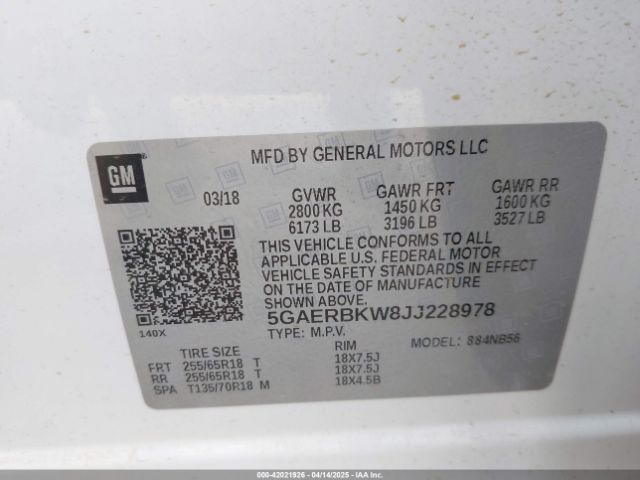 GM
MFD BY GENERAL MOTORS LLC
03/18 GVWR GAWR FRT GAWR RR
2800 KG 1450 KG 1600 KG
6173 LB 3196 LB 3527 LB
THIS VEHICLE CONFORMS TO ALL
APPLICABLE U.S. FEDERAL MOTOR
VEHICLE SAFETY STANDARDS IN EFFECT
ON THE DATE OF MANUFACTURE
SHOWN ABOVE.
140X
5GAERBKW8JJ228978
TYPE: M.P.V. MODEL: 884NB56
TIRE SIZE RIM
FRT 255/65R18 T 18X7.5J
RR 255/65R18 T 18X7.5J
SPA T135/70R18 M 18X4.5B
000-42021926 - 04/14/2025 - IAAI.COM